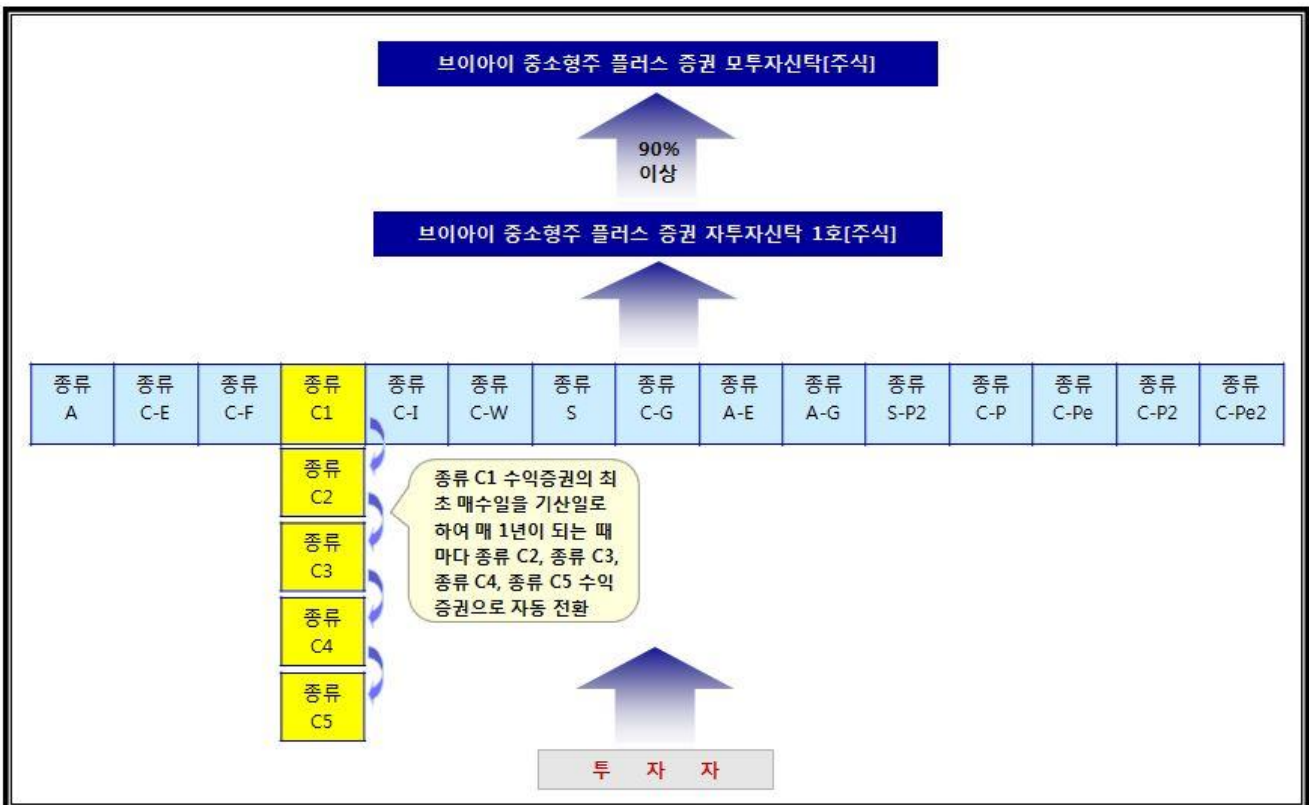 브이아이 중소형주 플러스 증권 모투자신탁[주식]
90%
이상
브이아이 중소형주 플러스 증권 자투자신탁 1호[주식]
종류 종류 종류 종류 종류 종류 종류 종류 종류 종류 종류 종류 종류 종류 종류
A C-E C-F C1 C-I C-W S C-G A-E A-G S-P2 C-P C-Pe C-P2 C-Pe2
종류
C2
종류
C3
종류
C4
종류
C5
종류 C1 수익증권의 최
초 매수일을 기산일로
하여 매 1년이 되는 때
마다 종류 C2, 종류 C3,
종류 C4, 종류 C5 수익
증권으로 자동 전환
투 자 자